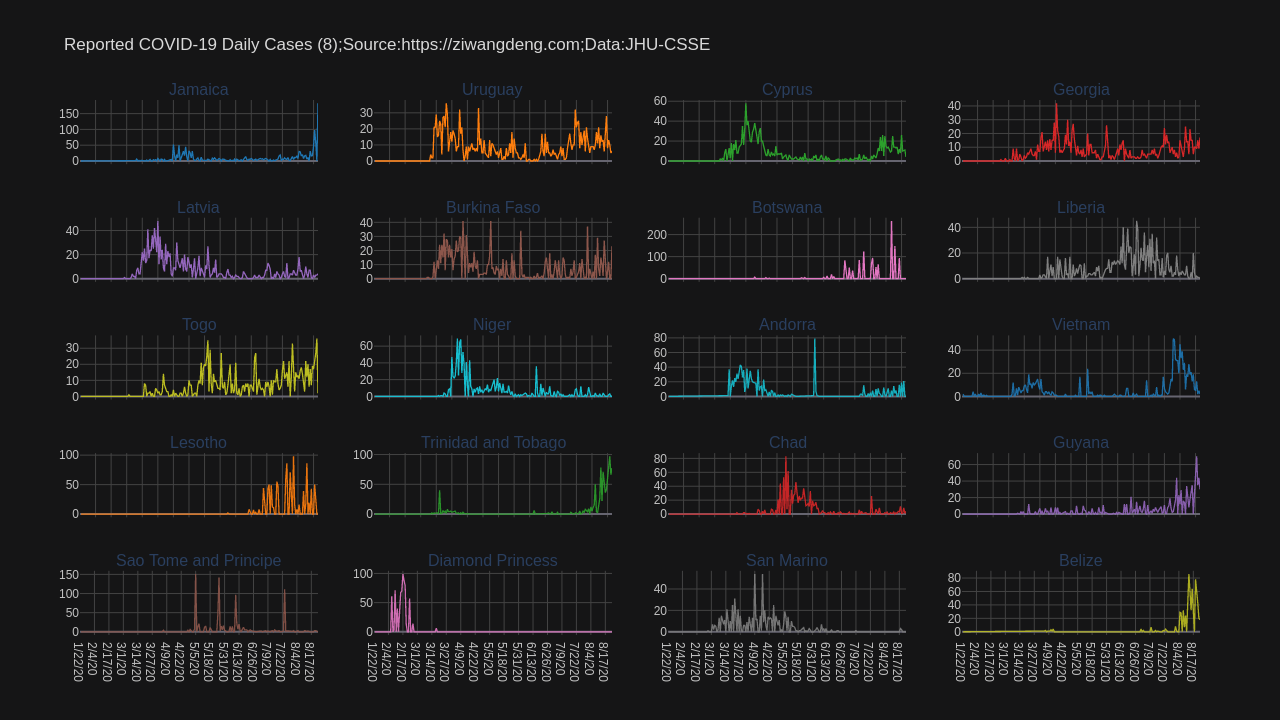 Reported COVID-19 Daily Cases (8);Source:https://ziwangdeng.com;Data:JHU-CSSE
Jamaica Uruguay Cyprus Georgia
150 100 50 0
30 20 10 0
60 40 20 0
40 30 20 10 0
Latvia Burkina Faso Botswana Liberia
40 20 0
40 30 20 10 0
200 100 0
40 20 0
Togo Niger Andorra Vietnam
30 20 10 0
60 40 20 0
80 60 40 20 0
40 20 0
Lesotho Trinidad and Tobago Chad Guyana
100 50 0
100 50 0
80 60 40 20 0
60 40 20 0
Sao Tome and Principe Diamond Princess San Marino Belize
150 100 50 0
100 50 0
40 20 0
80 60 40 20 0
1/22/20 2/4/20 2/17/20 3/1/20 3/14/20 3/27/20 4/9/20 4/22/20 5/5/20 5/18/20 5/31/20 6/13/20 6/26/20 7/9/20 7/22/20 8/4/20 8/17/20
1/22/20 2/4/20 2/17/20 3/1/20 3/14/20 3/27/20 4/9/20 4/22/20 5/5/20 5/18/20 5/31/20 6/13/20 6/26/20 7/9/20 7/22/20 8/4/20 8/17/20
1/22/20 2/4/20 2/17/20 3/1/20 3/14/20 3/27/20 4/9/20 4/22/20 5/5/20 5/18/20 5/31/20 6/13/20 6/26/20 7/9/20 7/22/20 8/4/20 8/17/20
1/22/20 2/4/20 2/17/20 3/1/20 3/14/20 3/27/20 4/9/20 4/22/20 5/5/20 5/18/20 5/31/20 6/13/20 6/26/20 7/9/20 7/22/20 8/4/20 8/17/20